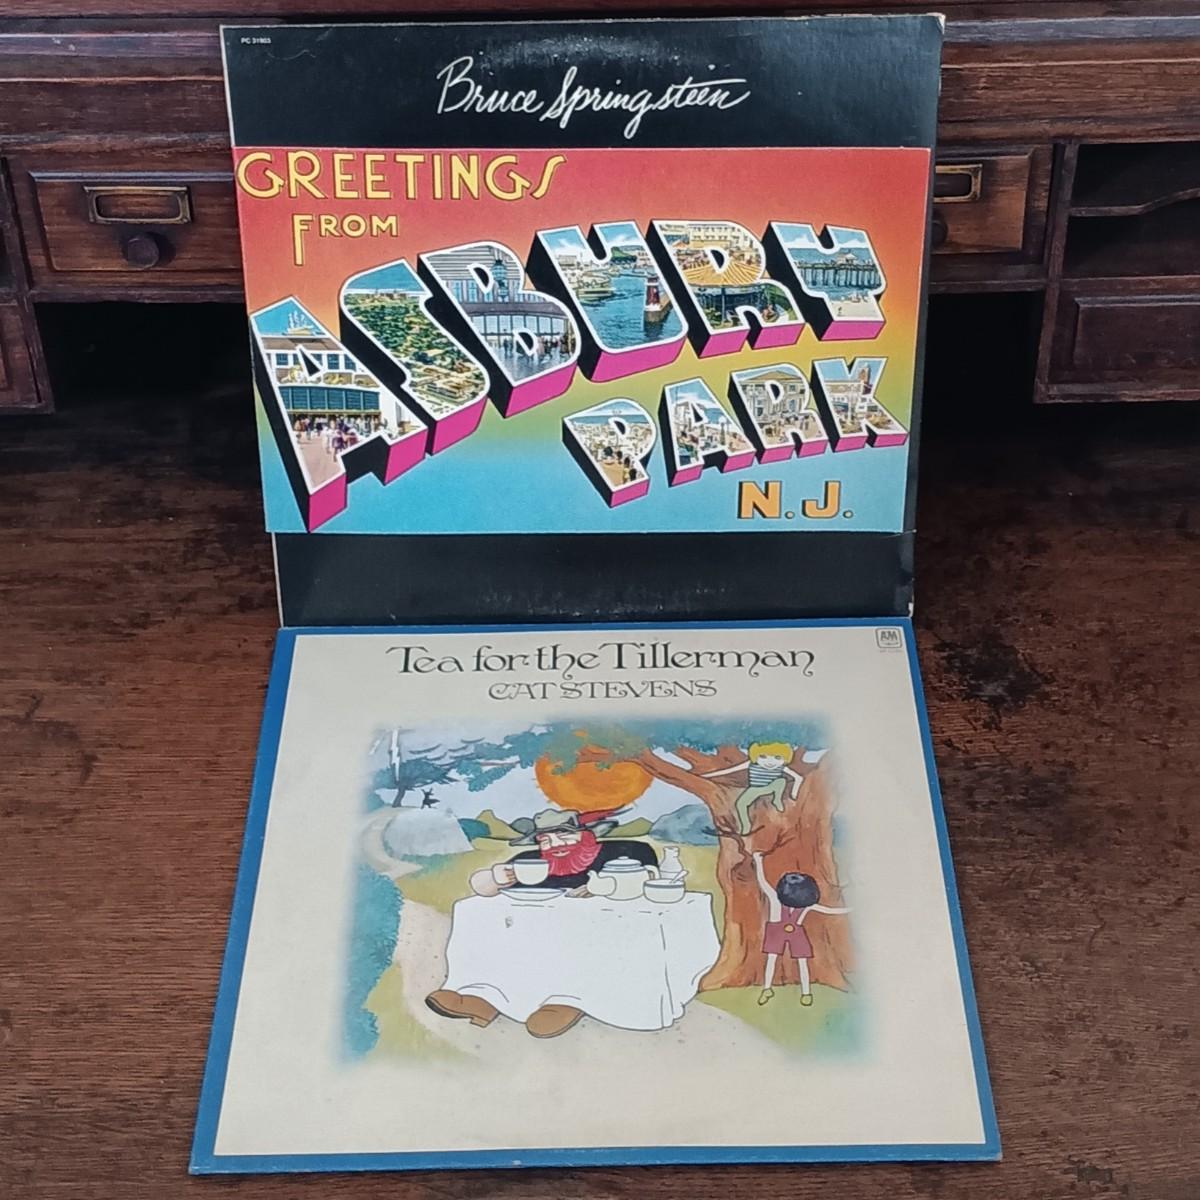 PC 31903
Bruce Springsteen
GREETINGS
FROM
ASBURY
PARK
N.J.
Tea for the Tillerman
CAT STEVENS
A&M